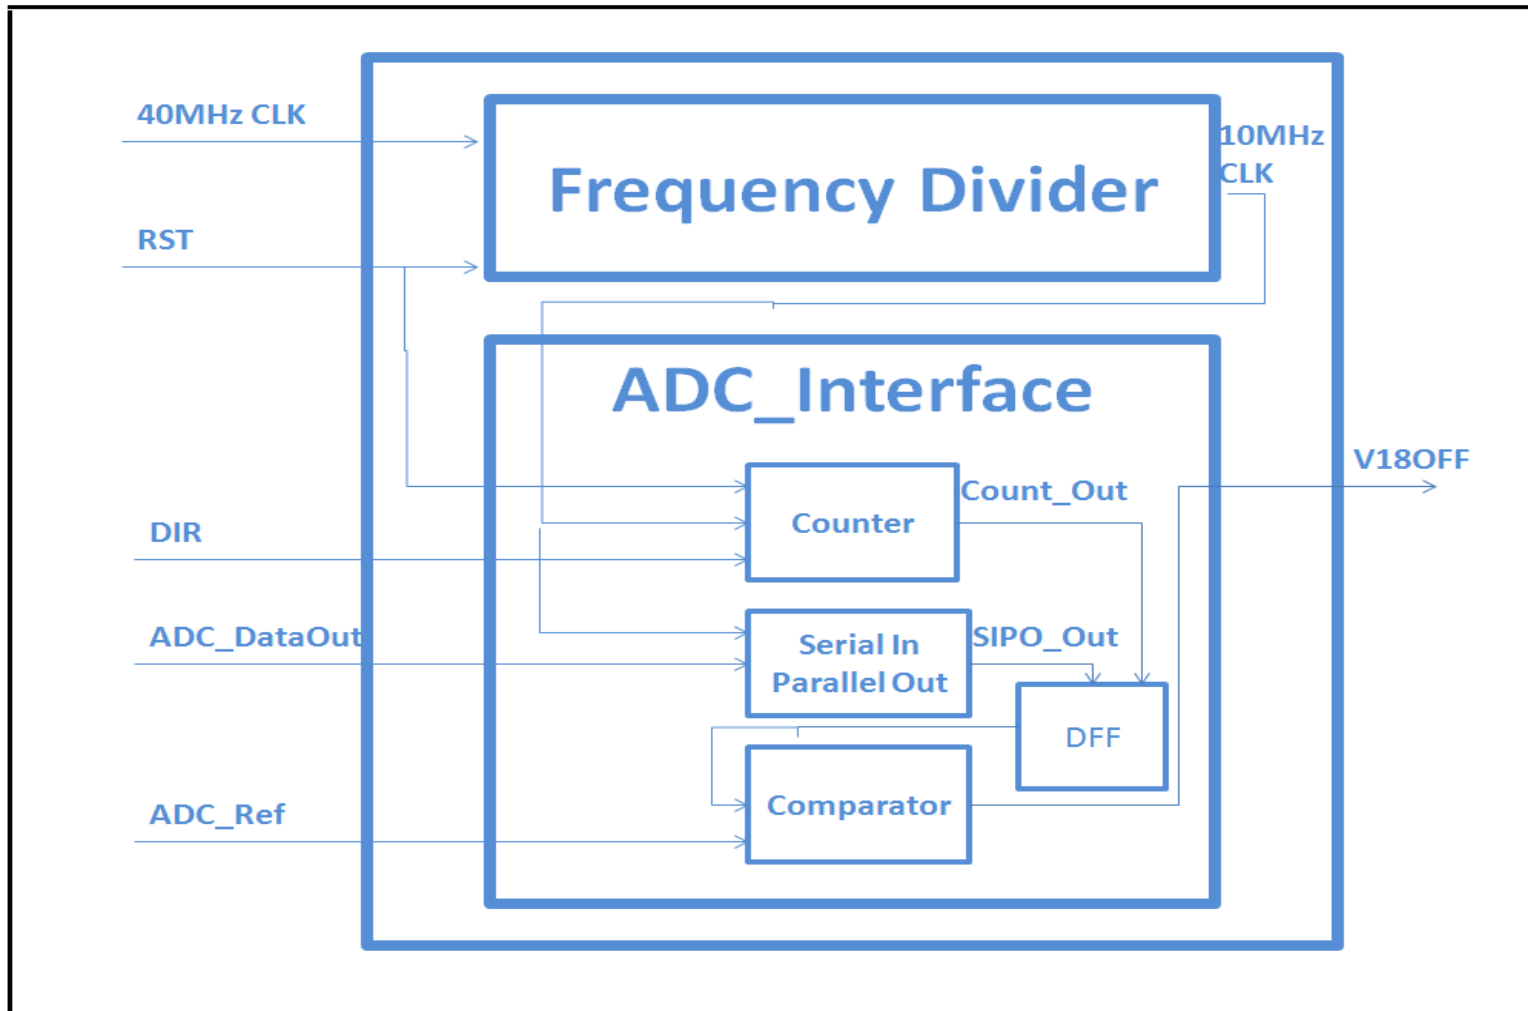 40MHz CLK
10MHz
CLK
Frequency Divider
RST
ADC_Interface
V18OFF
Count_Out
Counter
DIR
ADC_DataOut
SIPO_Out
Serial In
Parallel Out
DFF
Comparator
ADC_Ref